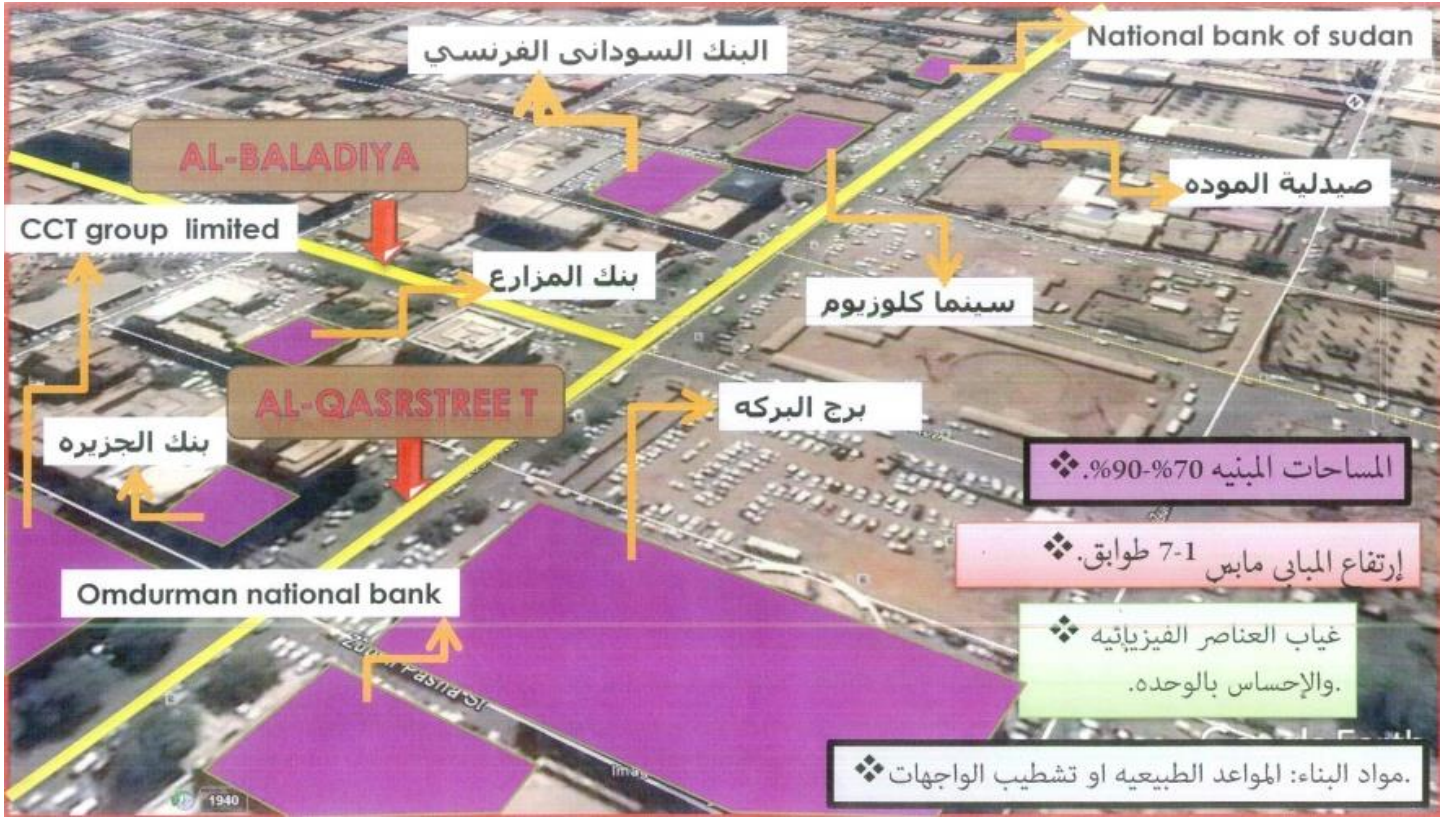 National bank of sudan
البنك السودانى الفرنسي
AL-BALADIYA
صيدلية الموده
CCT group limited
بنك المزارع
سينما كلوزيوم
AL-QASRSTREE T
برج البركه
بنك الجزيره
❖ المساحات المبنيه 70%-90%.
❖ إرتفاع المباني مابين 1-7 طوابق.
Omdurman national bank
❖ غياب العناصر الفيزيائيه
والإحساس بالوحده.
Pasha St
❖ مواد البناء: المواعد الطبيعيه او تشطيب الواجهات.
1940